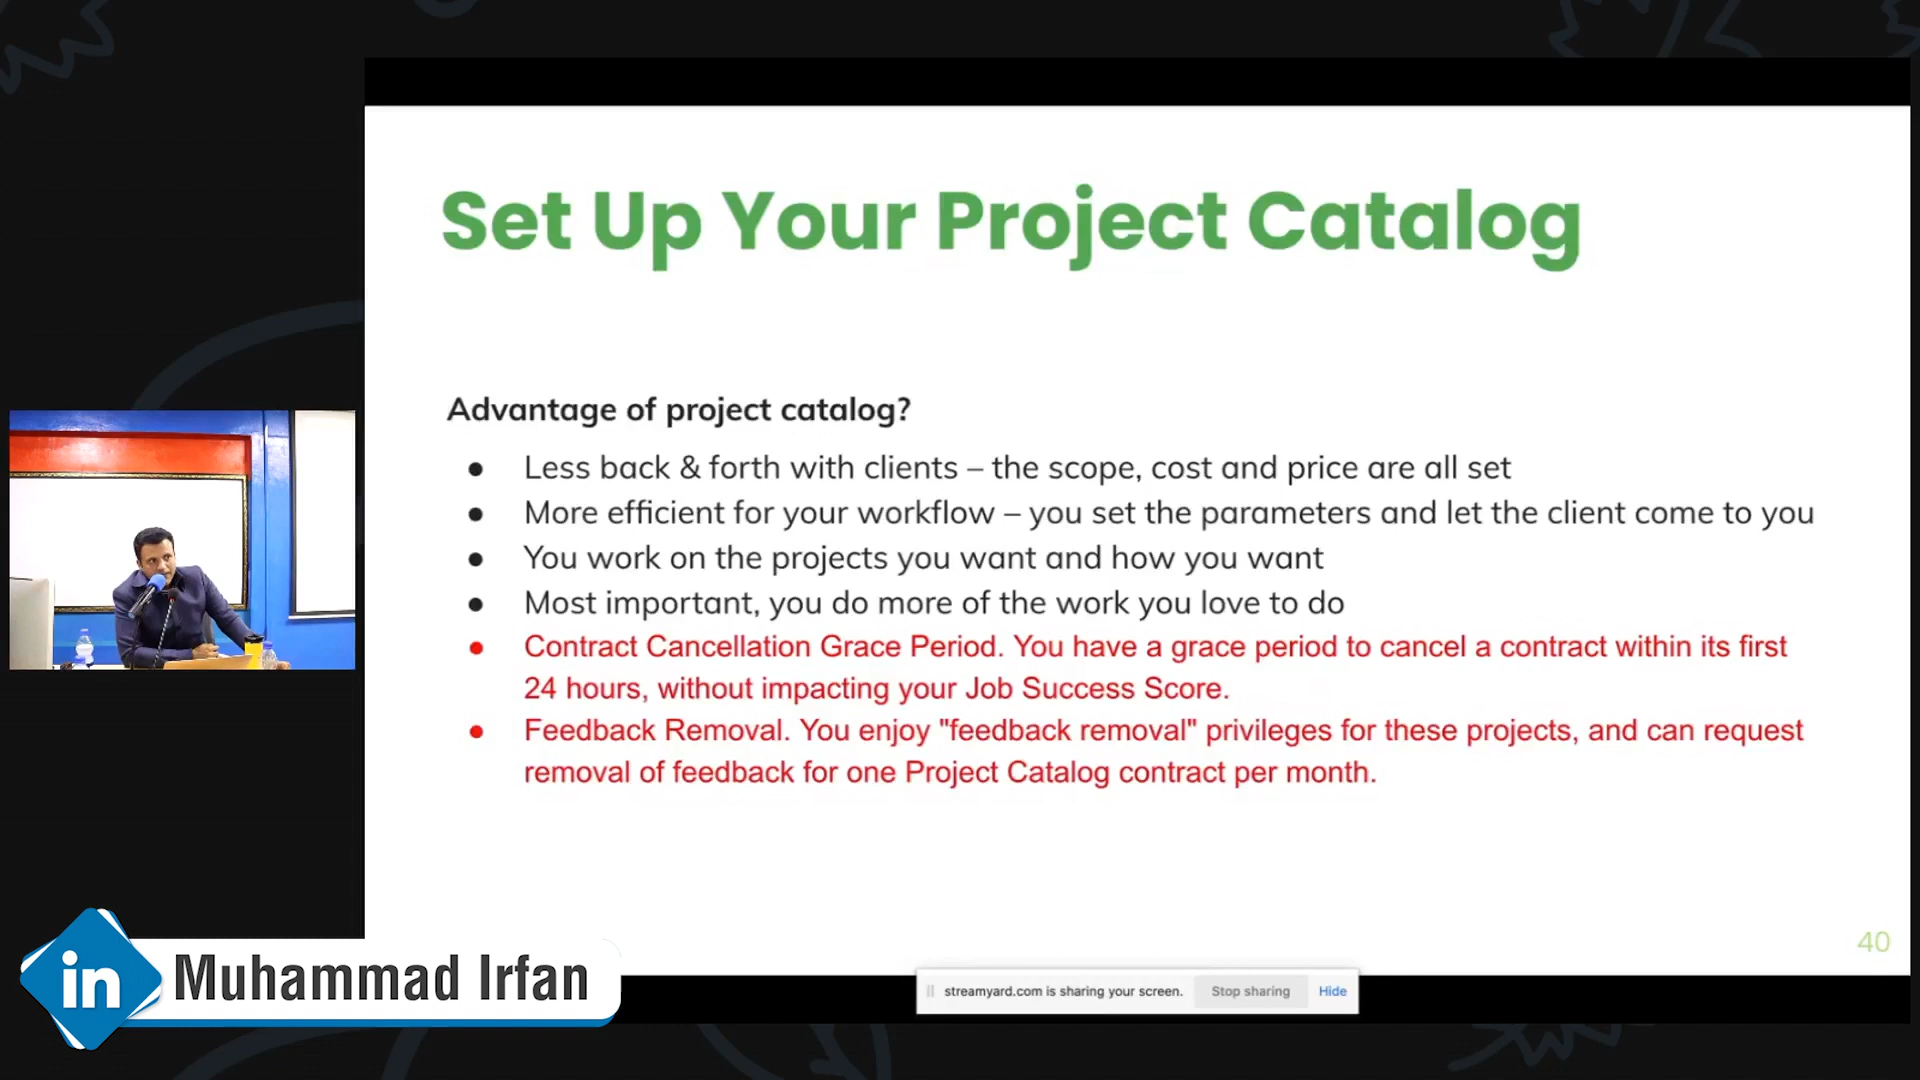 Set Up Your Project Catalog
Advantage of project catalog?
● Less back & forth with clients – the scope, cost and price are all set
● More efficient for your workflow – you set the parameters and let the client come to you
● You work on the projects you want and how you want
● Most important, you do more of the work you love to do
● Contract Cancellation Grace Period. You have a grace period to cancel a contract within its first
24 hours, without impacting your Job Success Score.
● Feedback Removal. You enjoy "feedback removal" privileges for these projects, and can request
removal of feedback for one Project Catalog contract per month.
40
in Muhammad Irfan
streamyard.com is sharing your screen. Stop sharing Hide